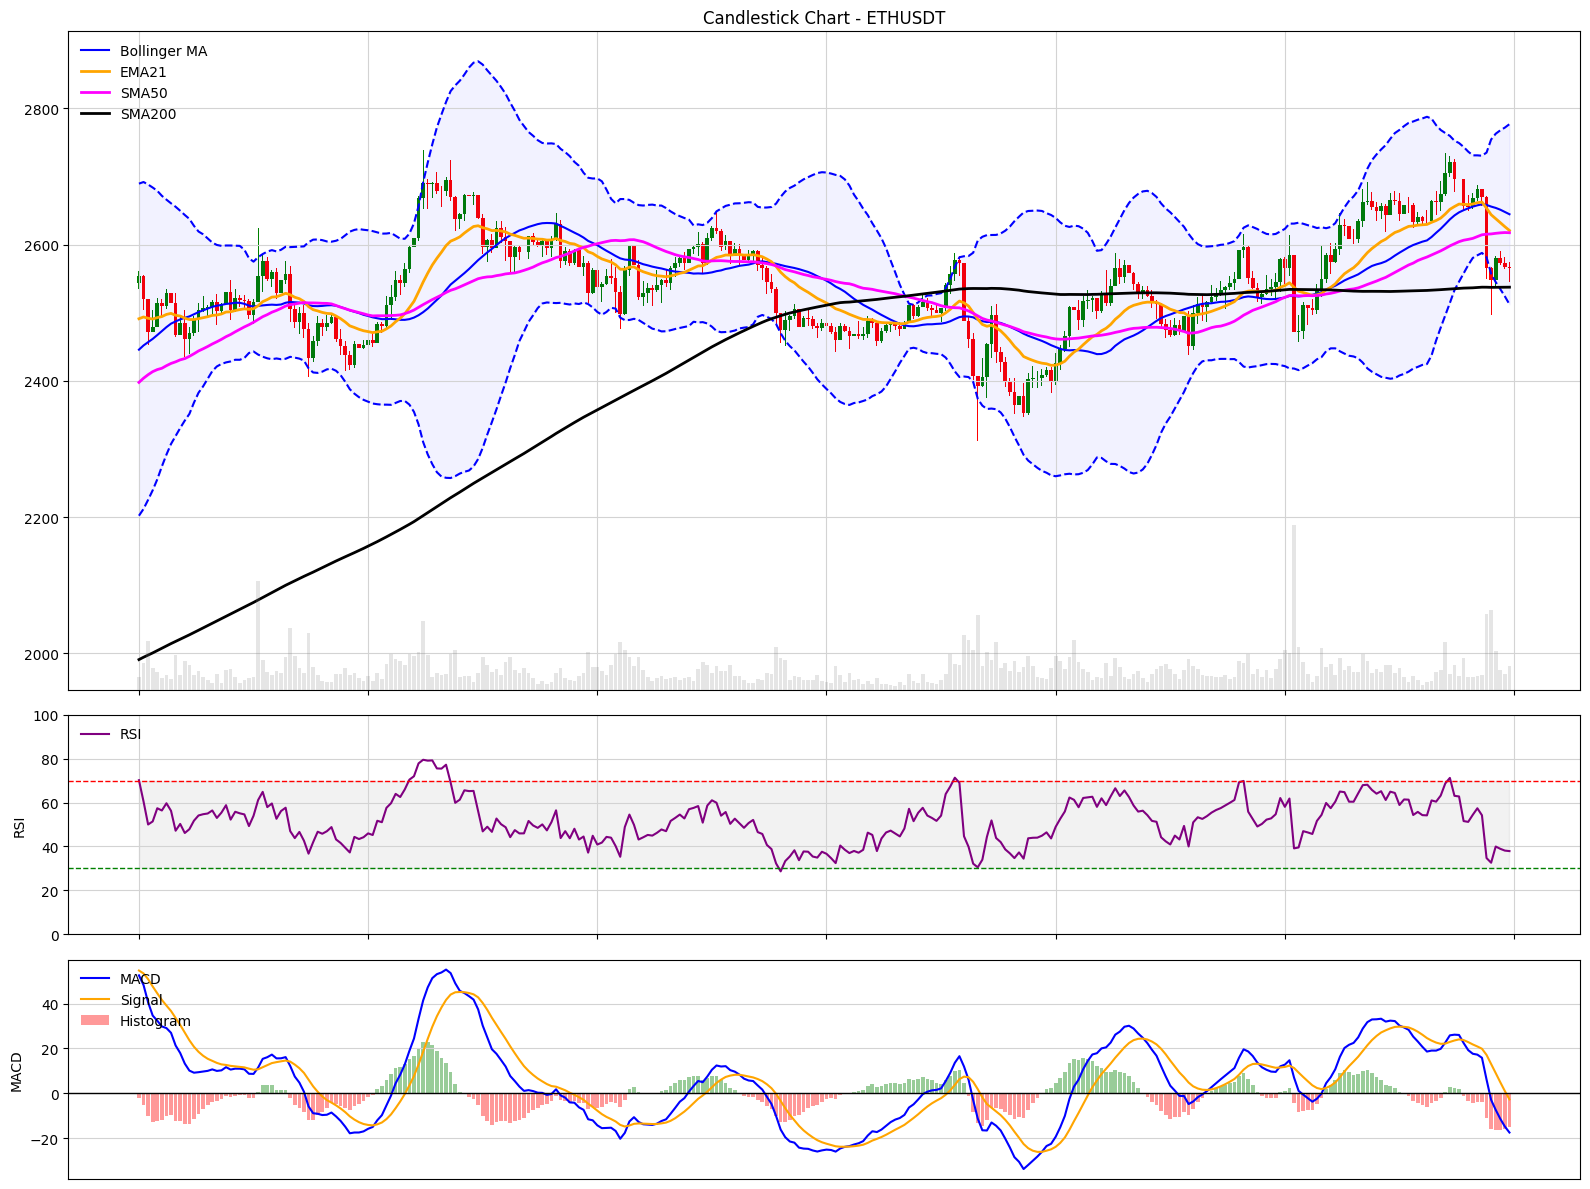 Candlestick Chart - ETHUSDT
Bollinger MA
EMA21
SMA50
SMA200
2800
2600
2400
2200
2000
RSI
100
80
60
40
20
0
RSI
MACD
Signal
Histogram
40
20
0
−20
MACD